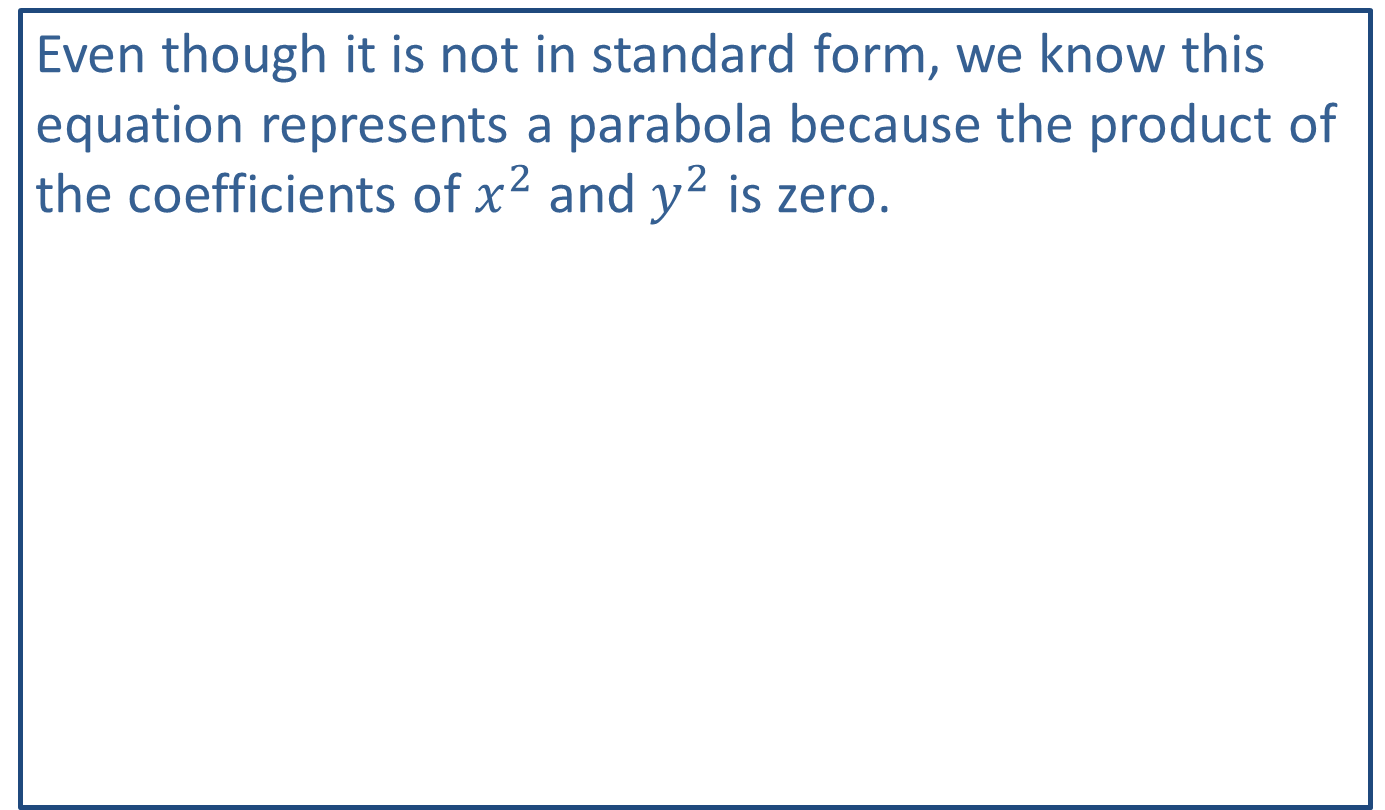 Even though it is not in standard form, we know this
equation represents a parabola because the product of
the coefficients of x² and y² is zero.